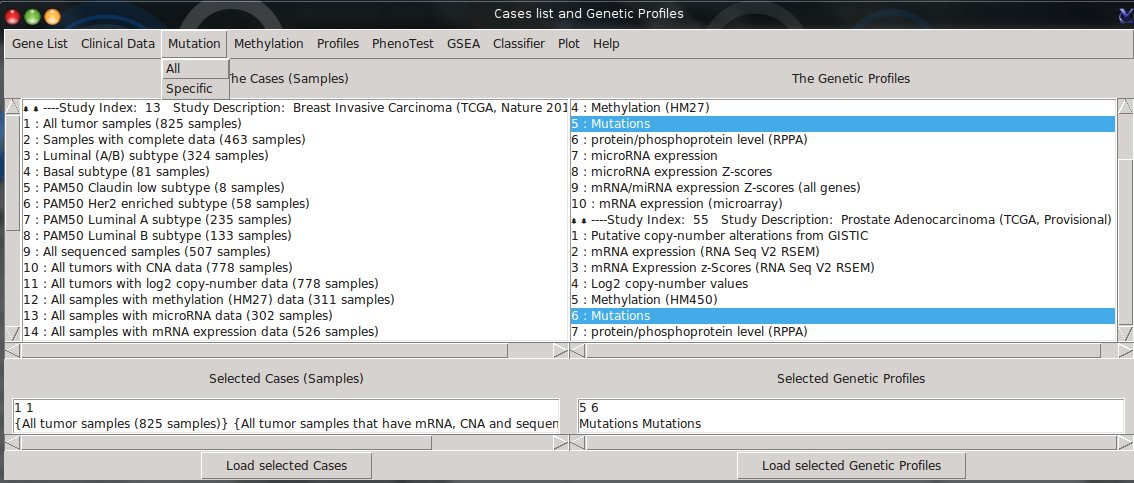 Cases list and Genetic Profiles
Gene List Clinical Data Mutation Methylation Profiles PhenoTest GSEA Classifier Plot Help
All
Specific
he Cases (Samples)
The Genetic Profiles
----Study Index: 13 Study Description: Breast Invasive Carcinoma (TCGA, Nature 201
1 : All tumor samples (825 samples)
2 : Samples with complete data (463 samples)
3 : Luminal (A/B) subtype (324 samples)
4 : Basal subtype (81 samples)
5 : PAM50 Claudin low subtype (8 samples)
6 : PAM50 Her2 enriched subtype (58 samples)
7 : PAM50 Luminal A subtype (235 samples)
8 : PAM50 Luminal B subtype (133 samples)
9 : All sequenced samples (507 samples)
10 : All tumors with CNA data (778 samples)
11 : All tumors with log2 copy-number data (778 samples)
12 : All samples with methylation (HM27) data (311 samples)
13 : All samples with microRNA data (302 samples)
14 : All samples with mRNA expression data (526 samples)
4 : Methylation (HM27)
5 : Mutations
6 : protein/phosphoprotein level (RPPA)
7 : microRNA expression
8 : microRNA expression Z-scores
9 : mRNA/miRNA expression Z-scores (all genes)
10 : mRNA expression (microarray)
----Study Index: 55 Study Description: Prostate Adenocarcinoma (TCGA, Provisional)
1 : Putative copy-number alterations from GISTIC
2 : mRNA expression (RNA Seq V2 RSEM)
3 : mRNA Expression z-Scores (RNA Seq V2 RSEM)
4 : Log2 copy-number values
5 : Methylation (HM450)
6 : Mutations
7 : protein/phosphoprotein level (RPPA)
Selected Cases (Samples)
1 1
{All tumor samples (825 samples)} {All tumor samples that have mRNA, CNA and sequen
Load selected Cases
Selected Genetic Profiles
5 6
Mutations Mutations
Load selected Genetic Profiles